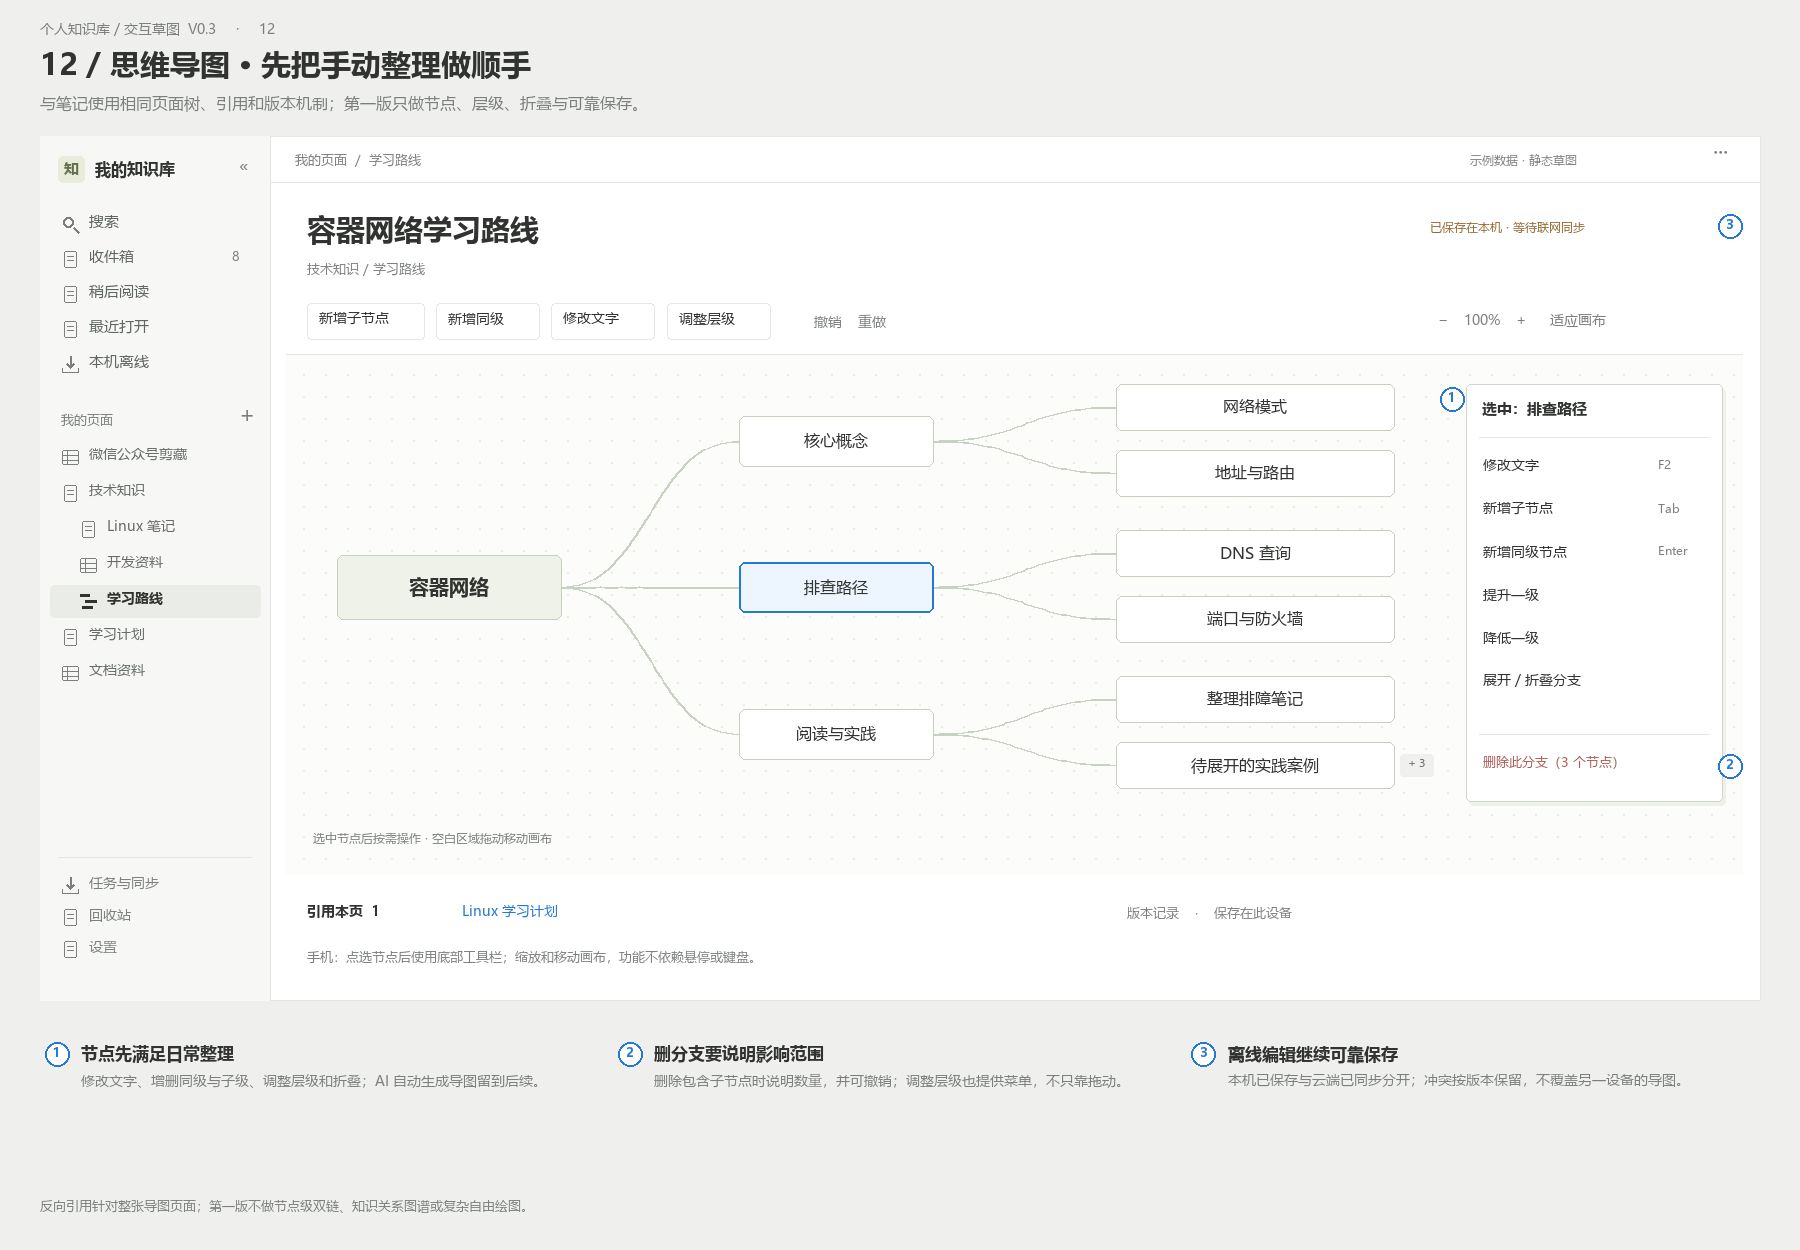 个人知识库 / 交互草图 V0.3 · 12
12 / 思维导图 • 先把手动整理做顺手
与笔记使用相同页面树、引用和版本机制；第一版只做节点、层级、折叠与可靠保存。
知 我的知识库 «
搜索
收件箱 8
稍后阅读
最近打开
本机离线
我的页面 +
微信公众号剪藏
技术知识
Linux 笔记
开发资料
学习路线
学习计划
文档资料
任务与同步
回收站
设置
我的页面 / 学习路线
示例数据 · 静态草图 ···
容器网络学习路线
已保存在本机 · 等待联网同步 3
技术知识 / 学习路线
新增子节点 新增同级 修改文字 调整层级 撤销 重做
− 100% + 适应画布
容器网络
核心概念
排查路径
阅读与实践
网络模式
地址与路由
DNS 查询
端口与防火墙
整理排障笔记
待展开的实践案例 + 3
1 选中：排查路径
修改文字 F2
新增子节点 Tab
新增同级节点 Enter
提升一级
降低一级
展开 / 折叠分支
删除此分支（3 个节点） 2
选中节点后按需操作 · 空白区域拖动移动画布
引用本页 1 Linux 学习计划
版本记录 · 保存在此设备
手机：点选节点后使用底部工具栏；缩放和移动画布，功能不依赖悬停或键盘。
1 节点先满足日常整理
修改文字、增删同级与子级、调整层级和折叠；AI 自动生成导图留到后续。
2 删分支要说明影响范围
删除包含子节点时说明数量，并可撤销；调整层级也提供菜单，不只靠拖动。
3 离线编辑继续可靠保存
本机已保存与云端已同步分开；冲突按版本保留，不覆盖另一设备的导图。
反向引用针对整张导图页面；第一版不做节点级双链、知识关系图谱或复杂自由绘图。